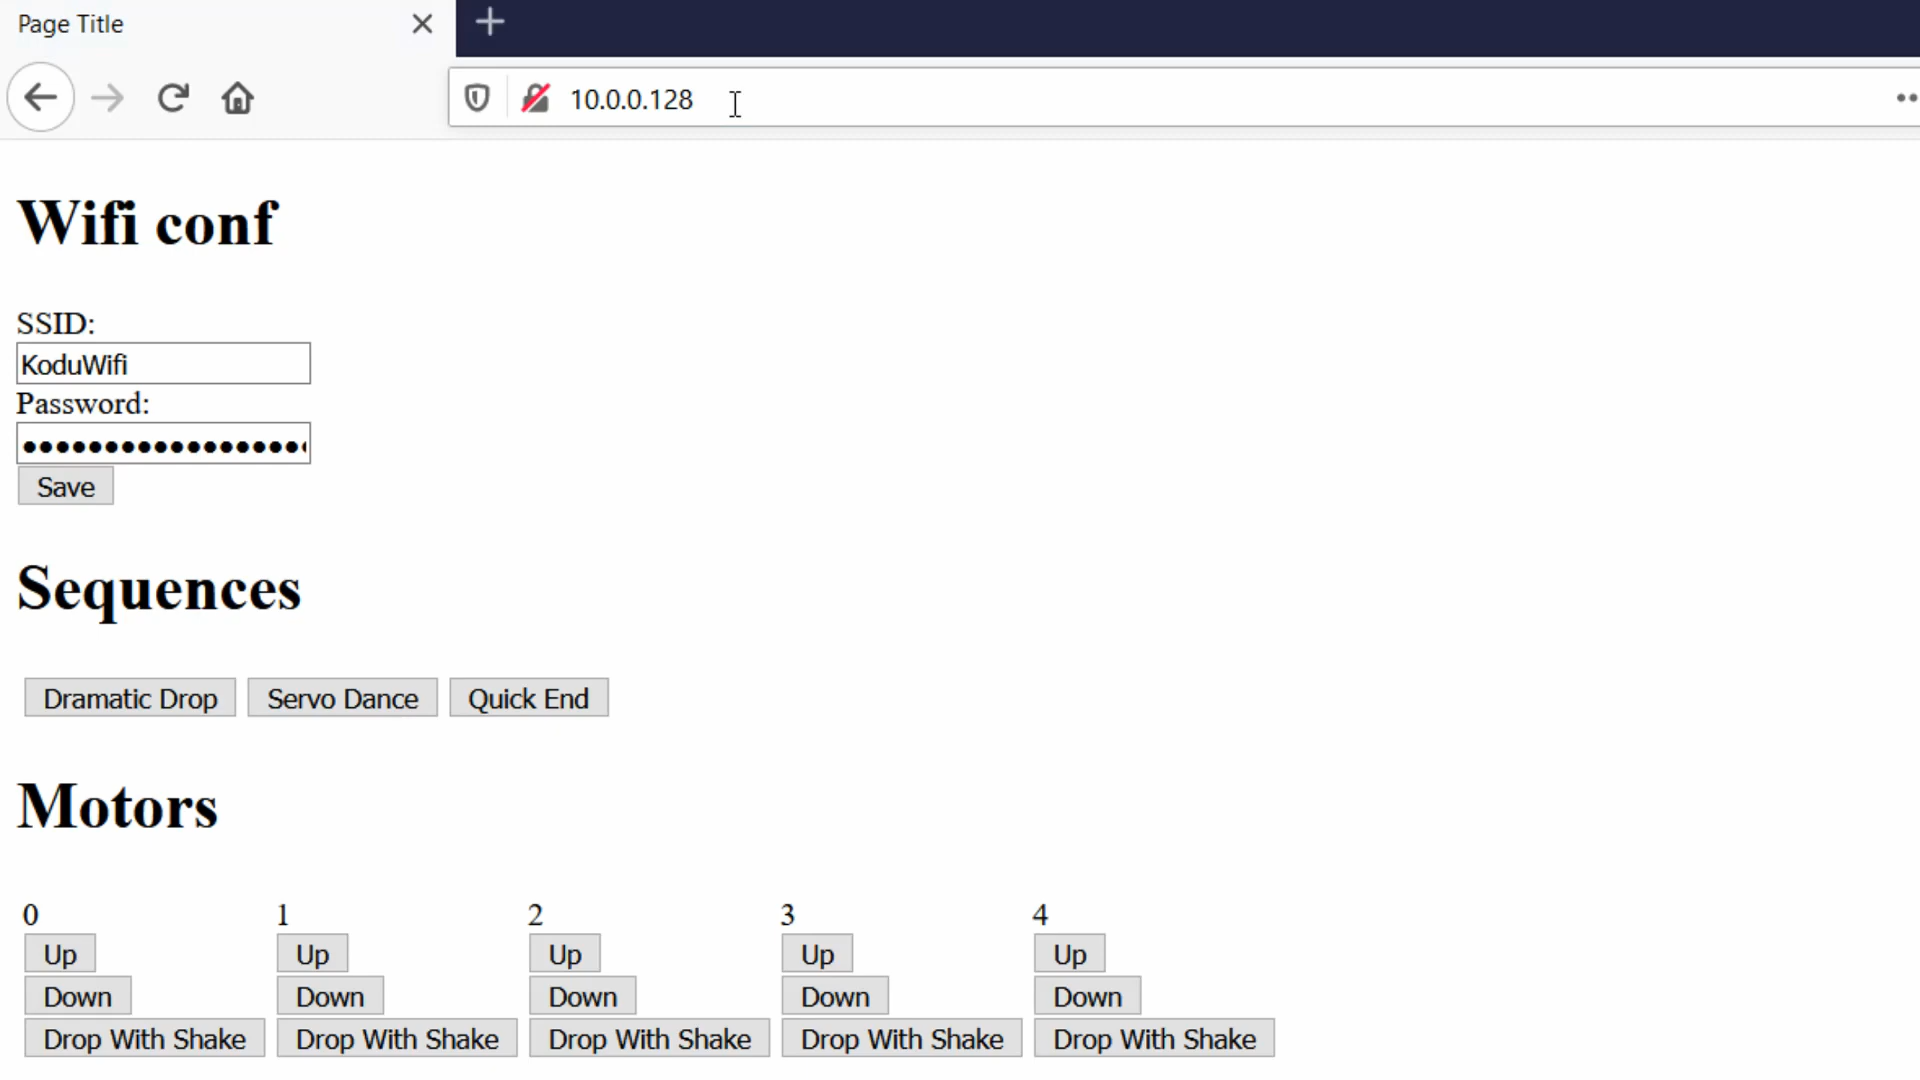 Page Title
10.0.0.128
Wifi conf
SSID:
KoduWifi
Password:
Save
Sequences
Dramatic Drop Servo Dance Quick End
Motors
0 1 2 3 4
Up Up Up Up Up
Down Down Down Down Down
Drop With Shake Drop With Shake Drop With Shake Drop With Shake Drop With Shake